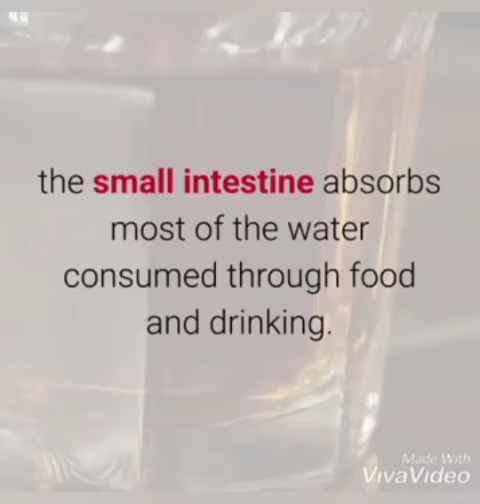 the small intestine absorbs
most of the water
consumed through food
and drinking.
Made With
VivaVideo